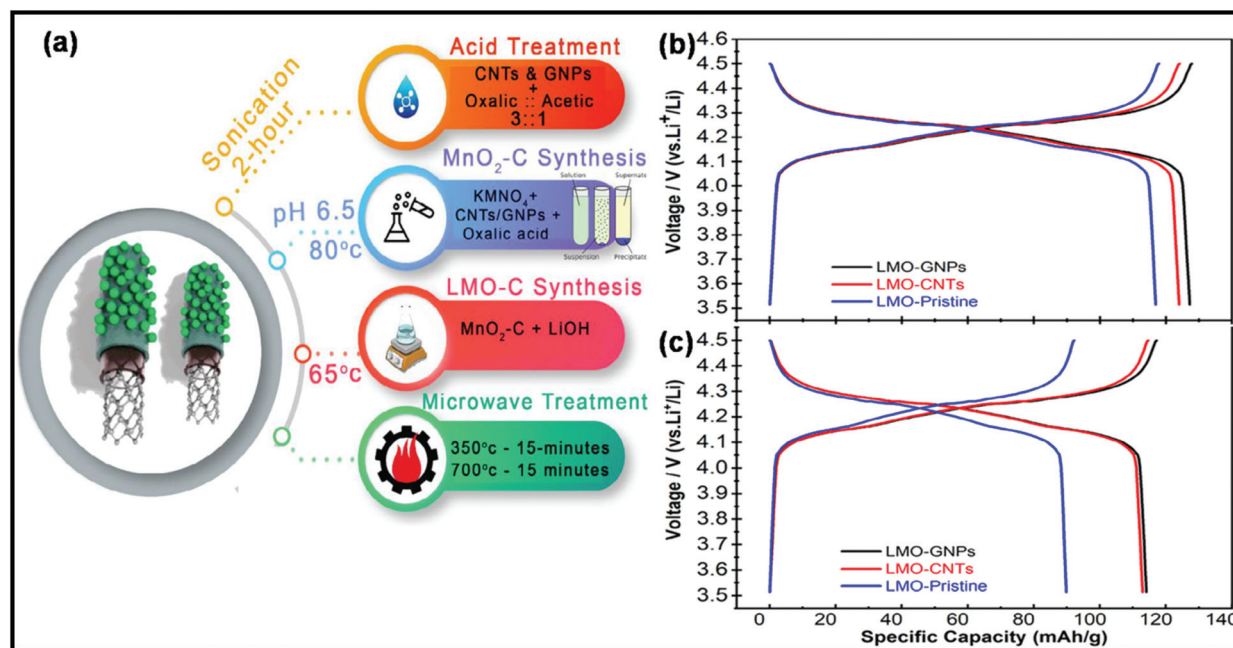 (a)
Sonication
2-hour
Acid Treatment
CNTs & GNPs
+
Oxalic :: Acetic
3::1
pH 6.5
80°c
MnO₂-C Synthesis
KMNO₄+
CNTs/GNPs +
Oxalic acid
Solution
Supernate
Suspension
Precipitate
65°c
LMO-C Synthesis
MnO₂-C + LiOH
Microwave Treatment
350°c - 15-minutes
700°c - 15 minutes
(b)
Voltage / V (vs.Li⁺/Li)
4.6
4.5
4.4
4.3
4.2
4.1
4.0
3.9
3.8
3.7
3.6
3.5
LMO-GNPs
LMO-CNTs
LMO-Pristine
(c)
Voltage / V (vs.Li⁺/Li)
4.5
4.4
4.3
4.2
4.1
4.0
3.9
3.8
3.7
3.6
3.5
LMO-GNPs
LMO-CNTs
LMO-Pristine
0 20 40 60 80 100 120 140
Specific Capacity (mAh/g)